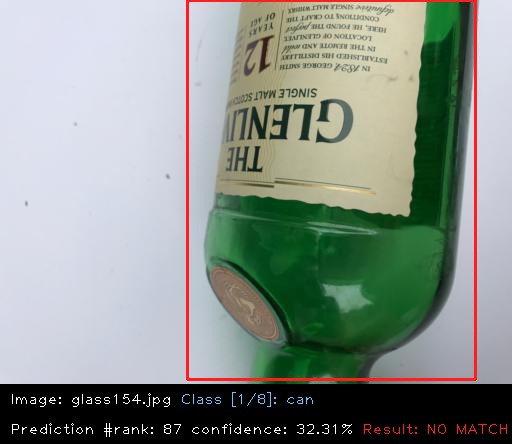 THE
GLENLIV
SINGLE MALT SCOTCH
12
YEARS
OF AGE
IN 1824 GEORGE SMITH
ESTABLISHED HIS DISTILLERY
IN THE REMOTE AND wild
LOCATION OF GLENLIVET.
HERE, HE FOUND THE perfect
CONDITIONS TO CRAFT THE
definitive SINGLE MALT WHISKY.
Image: glass154.jpg Class [1/8]: can
Prediction #rank: 87 confidence: 32.31% Result: NO MATCH